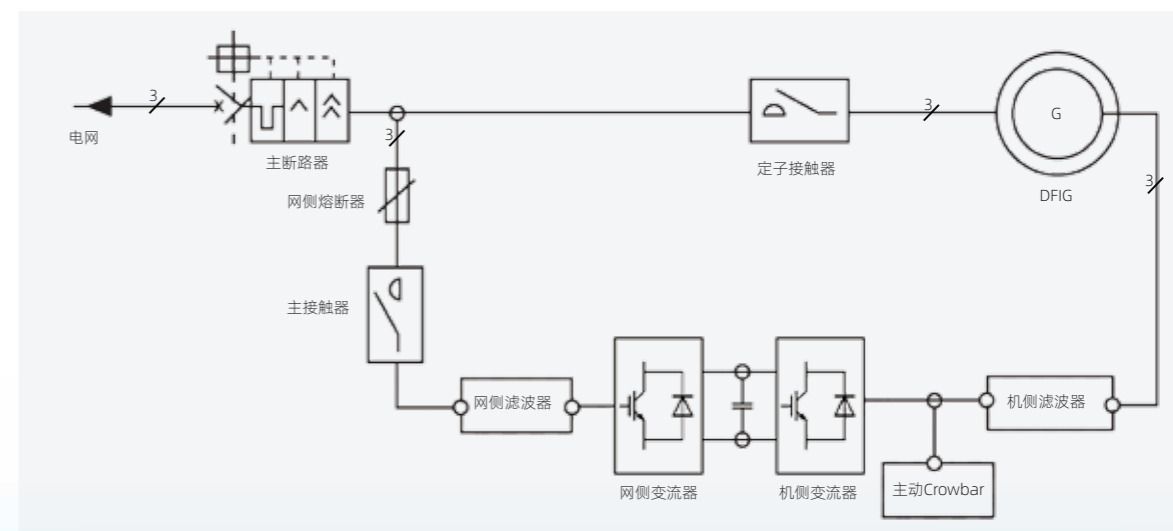 3
电网
主断路器
3
网侧熔断器
主接触器
定子接触器
3
G
DFIG
3
网侧滤波器
网侧变流器
机侧变流器
机侧滤波器
主动Crowbar